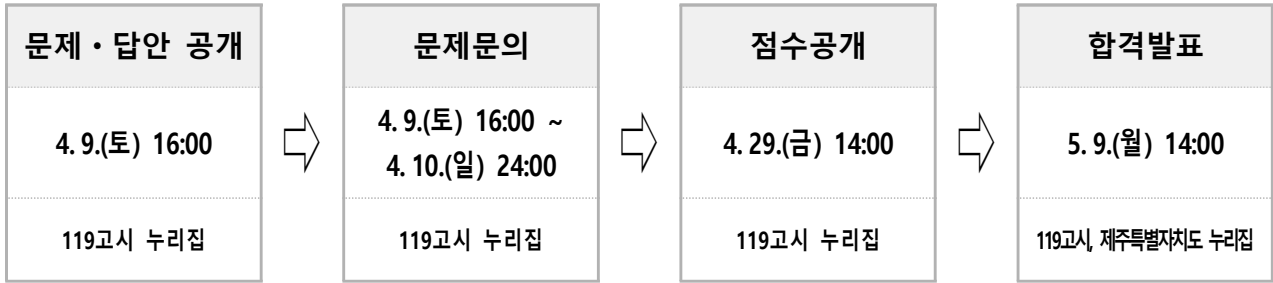 문제·답안 공개
4. 9.(토) 16:00
119고시 누리집
문제문의
4. 9.(토) 16:00 ~
4. 10.(일) 24:00
119고시 누리집
점수공개
4. 29.(금) 14:00
119고시 누리집
합격발표
5. 9.(월) 14:00
119고시, 제주특별자치도 누리집